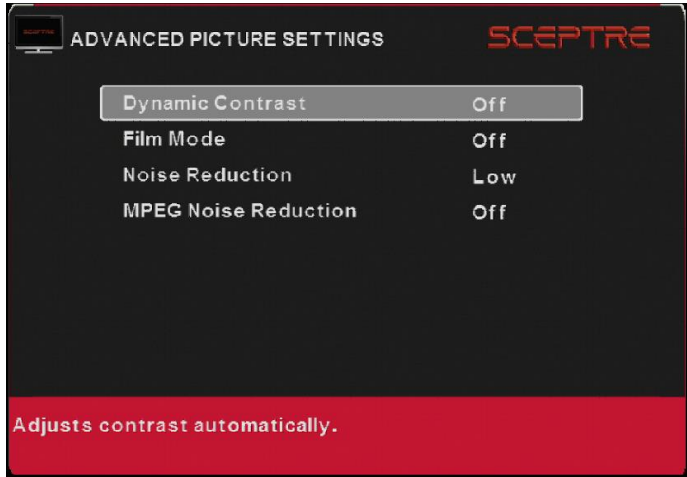 SCEPTRE
ADVANCED PICTURE SETTINGS
SCEPTRE
Dynamic Contrast Off
Film Mode Off
Noise Reduction Low
MPEG Noise Reduction Off
Adjusts contrast automatically.